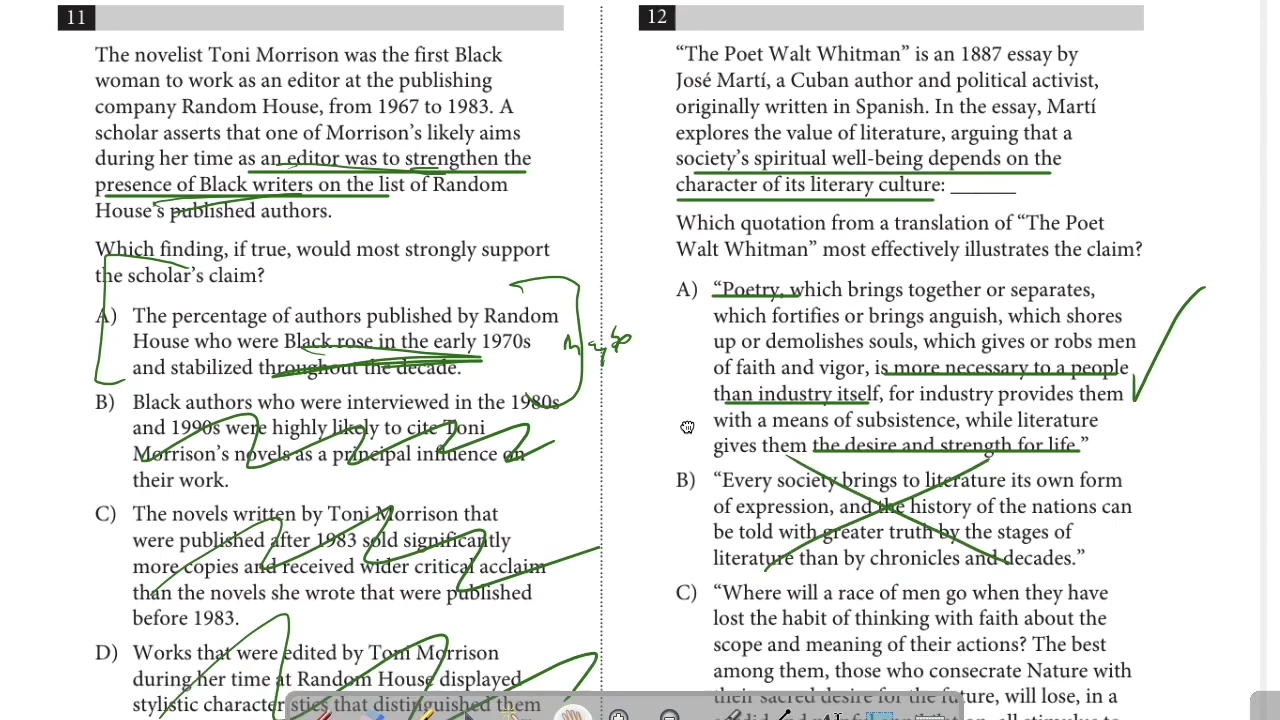 11
The novelist Toni Morrison was the first Black
woman to work as an editor at the publishing
company Random House, from 1967 to 1983. A
scholar asserts that one of Morrison's likely aims
during her time as an editor was to strengthen the
presence of Black writers on the list of Random
House's published authors.
Which finding, if true, would most strongly support
the scholar's claim?
A) The percentage of authors published by Random
House who were Black rose in the early 1970s
and stabilized throughout the decade.
Maybe
B) Black authors who were interviewed in the 1980s
and 1990s were highly likely to cite Toni
Morrison's novels as a principal influence on
their work.
C) The novels written by Toni Morrison that
were published after 1983 sold significantly
more copies and received wider critical acclaim
than the novels she wrote that were published
before 1983.
D) Works that were edited by Toni Morrison
during her time at Random House displayed
stylistic characteristics that distinguished them
12
“The Poet Walt Whitman” is an 1887 essay by
José Martí, a Cuban author and political activist,
originally written in Spanish. In the essay, Martí
explores the value of literature, arguing that a
society's spiritual well-being depends on the
character of its literary culture: ______
Which quotation from a translation of “The Poet
Walt Whitman” most effectively illustrates the claim?
A) “Poetry, which brings together or separates,
which fortifies or brings anguish, which shores
up or demolishes souls, which gives or robs men
of faith and vigor, is more necessary to a people
than industry itself, for industry provides them
with a means of subsistence, while literature
gives them the desire and strength for life.”
B) “Every society brings to literature its own form
of expression, and the history of the nations can
be told with greater truth by the stages of
literature than by chronicles and decades.”
C) “Where will a race of men go when they have
lost the habit of thinking with faith about the
scope and meaning of their actions? The best
among them, those who consecrate Nature with
their sacred desire for the future, will lose, in a